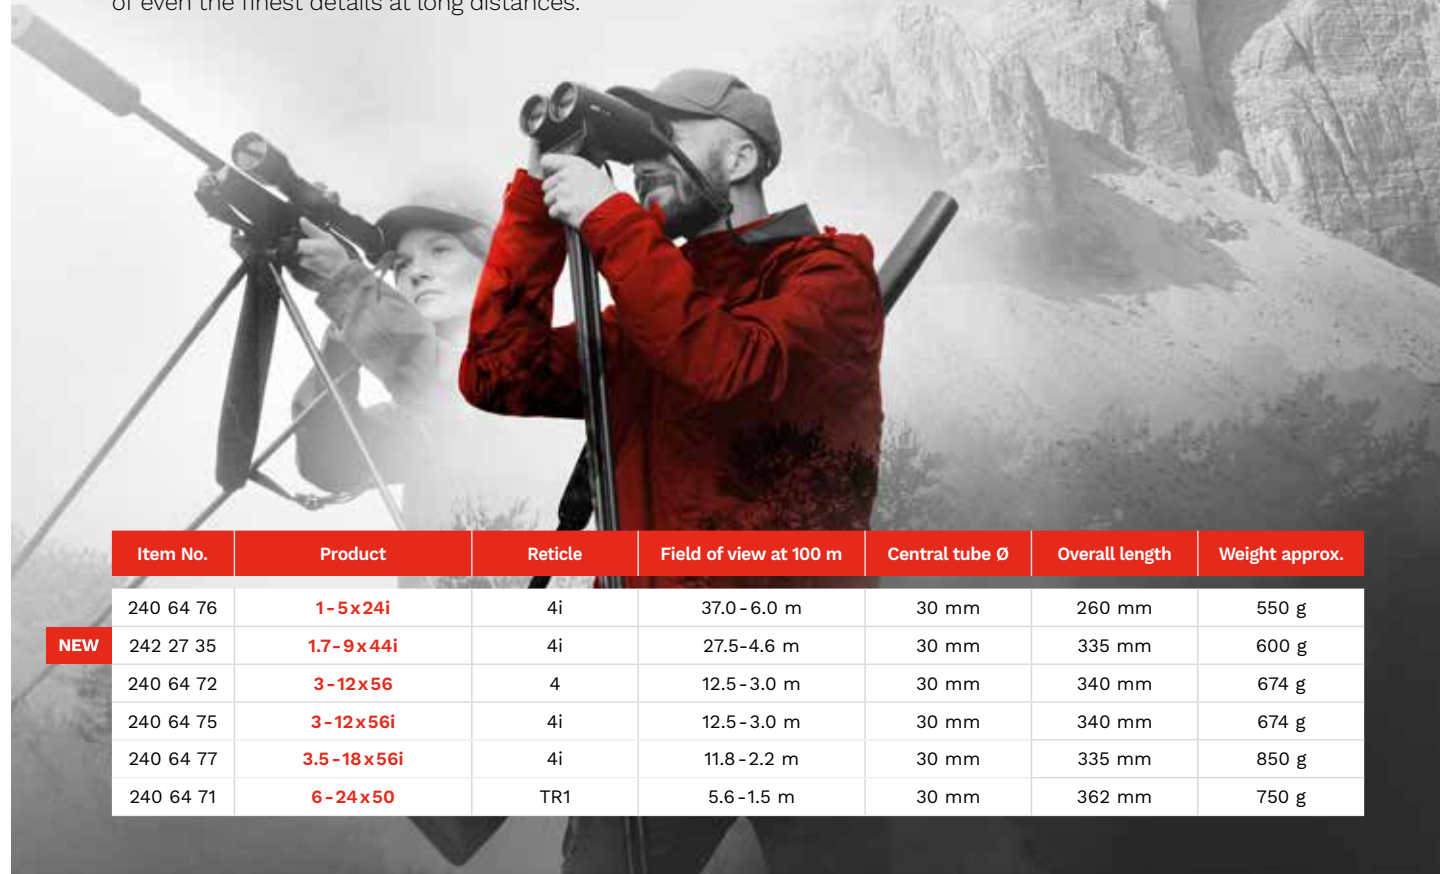 of even the finest details at long distances.
Item No. Product Reticle Field of view at 100 m Central tube Ø Overall length Weight approx.
240 64 76 1-5x24i 4i 37.0-6.0 m 30 mm 260 mm 550 g
NEW 242 27 35 1.7-9x44i 4i 27.5-4.6 m 30 mm 335 mm 600 g
240 64 72 3-12x56 4 12.5-3.0 m 30 mm 340 mm 674 g
240 64 75 3-12x56i 4i 12.5-3.0 m 30 mm 340 mm 674 g
240 64 77 3.5-18x56i 4i 11.8-2.2 m 30 mm 335 mm 850 g
240 64 71 6-24x50 TR1 5.6-1.5 m 30 mm 362 mm 750 g